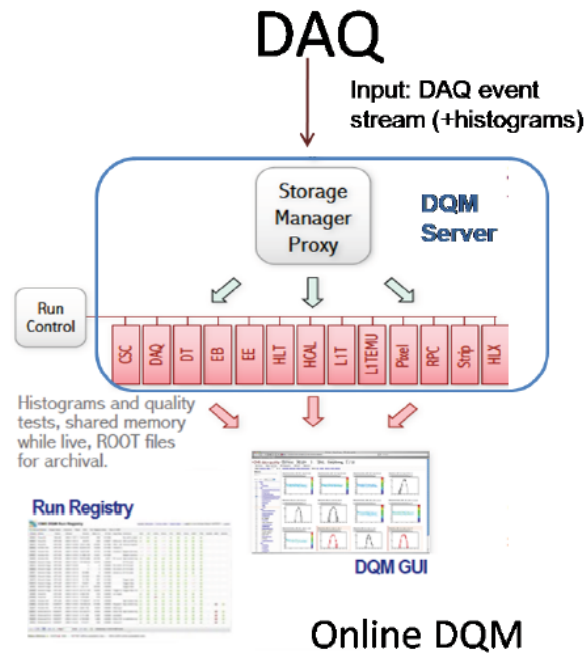 DAQ
Input: DAQ event
stream (+histograms)
Storage
Manager
Proxy
DQM
Server
Run
Control
CSC
DAQ
DT
EB
EE
HLT
HCAL
L1T
L1TEMU
Pixel
RPC
Strip
HLX
Histograms and quality
tests, shared memory
while live, ROOT files
for archival.
Run Registry
DQM GUI
Online DQM